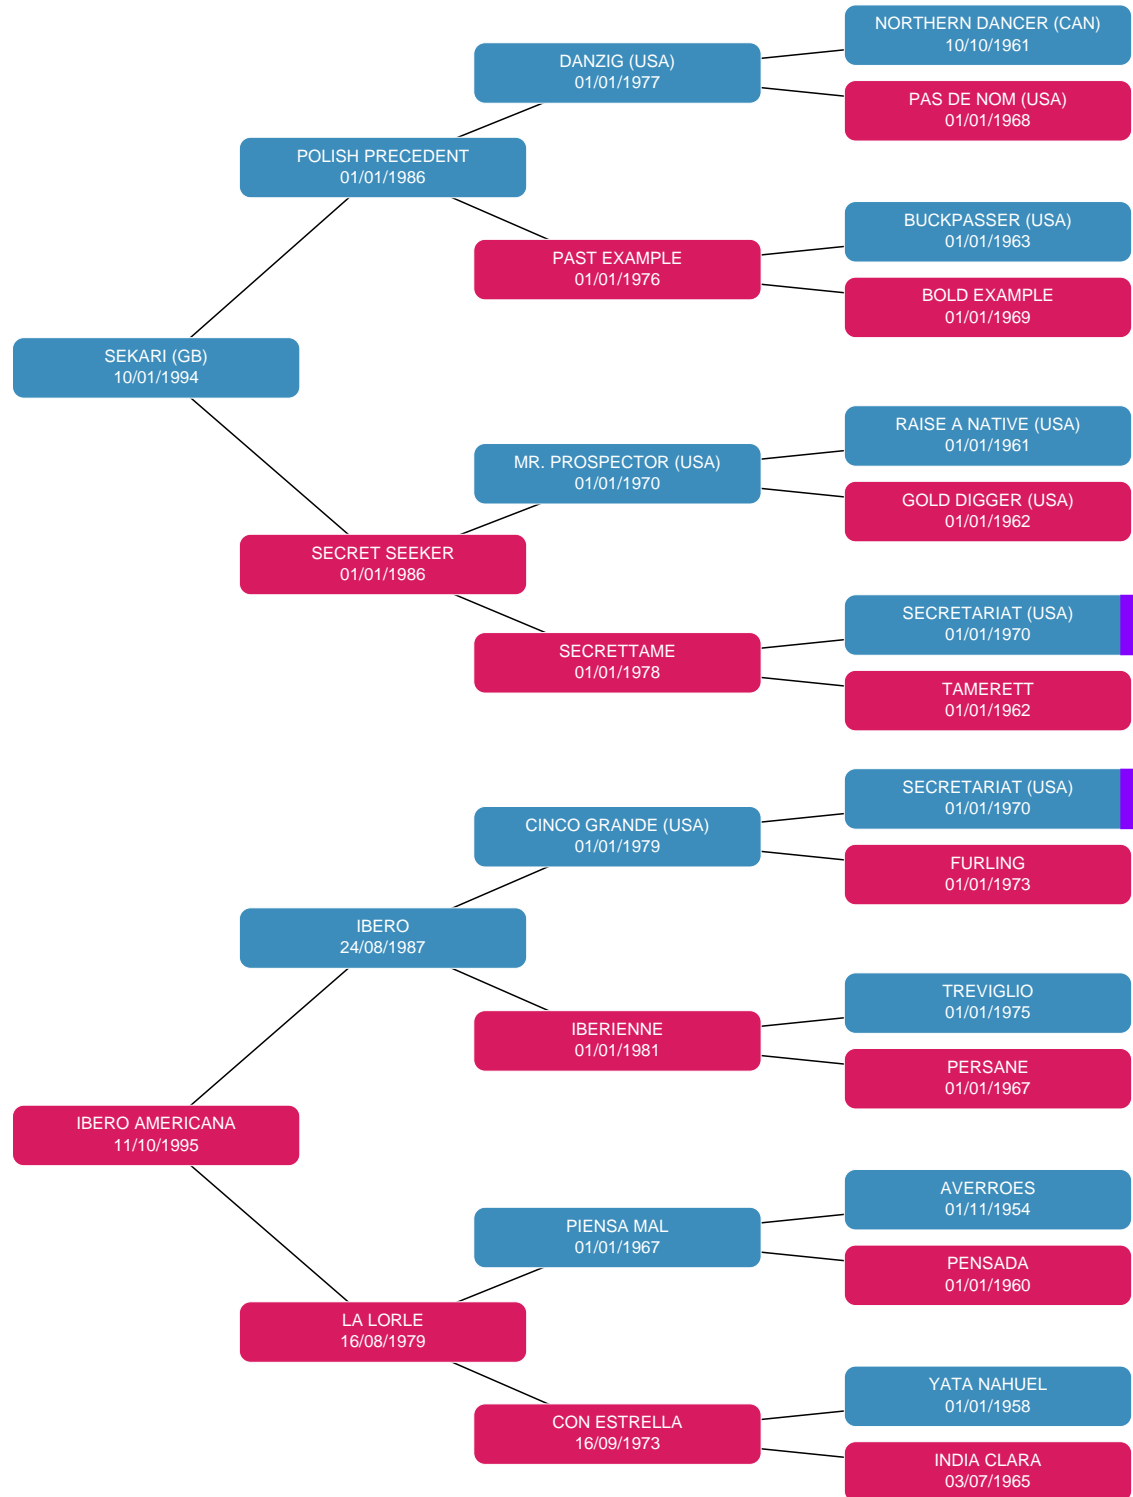 NORTHERN DANCER (CAN)
10/10/1961
DANZIG (USA)
01/01/1977
PAS DE NOM (USA)
01/01/1968
POLISH PRECEDENT
01/01/1986
BUCKPASSER (USA)
01/01/1963
PAST EXAMPLE
01/01/1976
BOLD EXAMPLE
01/01/1969
SEKARI (GB)
10/01/1994
RAISE A NATIVE (USA)
01/01/1961
MR. PROSPECTOR (USA)
01/01/1970
GOLD DIGGER (USA)
01/01/1962
SECRET SEEKER
01/01/1986
SECRETARIAT (USA)
01/01/1970
SECRETTAME
01/01/1978
TAMERETT
01/01/1962
SECRETARIAT (USA)
01/01/1970
CINCO GRANDE (USA)
01/01/1979
FURLING
01/01/1973
IBERO
24/08/1987
TREVIGLIO
01/01/1975
IBERIENNE
01/01/1981
PERSANE
01/01/1967
IBERO AMERICANA
11/10/1995
AVERROES
01/11/1954
PIENSA MAL
01/01/1967
PENSADA
01/01/1960
LA LORLE
16/08/1979
YATA NAHUEL
01/01/1958
CON ESTRELLA
16/09/1973
INDIA CLARA
03/07/1965